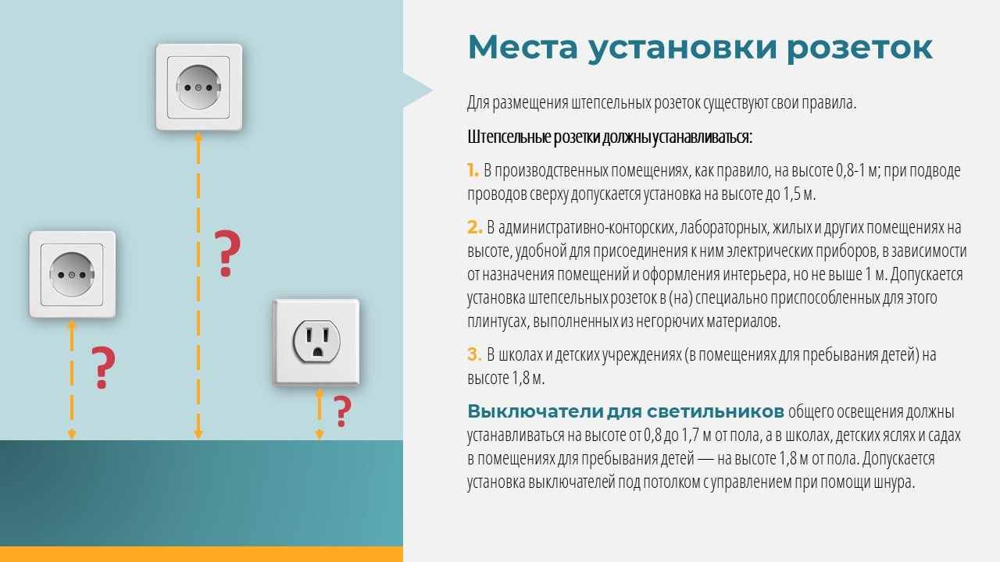 Места установки розеток
Для размещения штепсельных розеток существуют свои правила.
Штепсельные розетки должны устанавливаться:
1. В производственных помещениях, как правило, на высоте 0,8-1 м; при подводе
проводов сверху допускается установка на высоте до 1,5 м.
2. В административно-конторских, лабораторных, жилых и других помещениях на
высоте, удобной для присоединения к ним электрических приборов, в зависимости
от назначения помещений и оформления интерьера, но не выше 1 м. Допускается
установка штепсельных розеток в (на) специально приспособленных для этого
плинтусах, выполненных из негорючих материалов.
3. В школах и детских учреждениях (в помещениях для пребывания детей) на
высоте 1,8 м.
Выключатели для светильников общего освещения должны
устанавливаться на высоте от 0,8 до 1,7 м от пола, а в школах, детских яслях и садах
в помещениях для пребывания детей — на высоте 1,8 м от пола. Допускается
установка выключателей под потолком с управлением при помощи шнура.
?
?
?